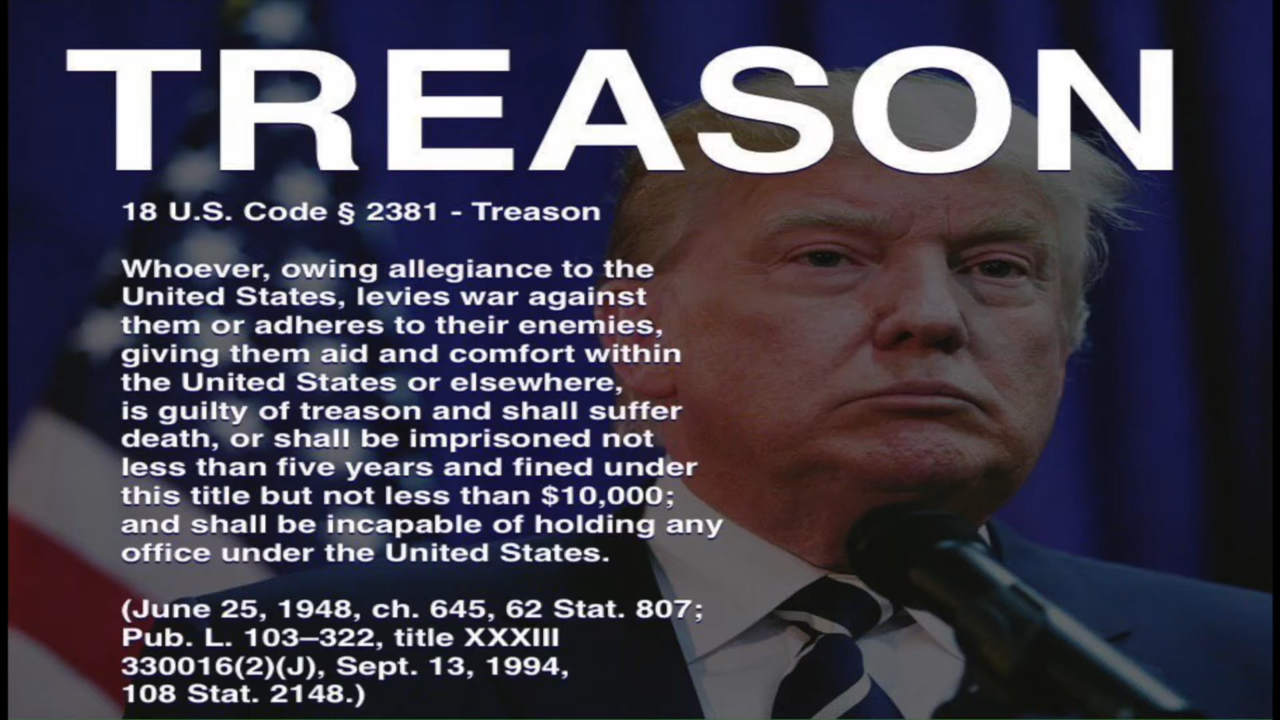 TREASON
18 U.S. Code § 2381 - Treason
Whoever, owing allegiance to the
United States, levies war against
them or adheres to their enemies,
giving them aid and comfort within
the United States or elsewhere,
is guilty of treason and shall suffer
death, or shall be imprisoned not
less than five years and fined under
this title but not less than $10,000;
and shall be incapable of holding any
office under the United States.
(June 25, 1948, ch. 645, 62 Stat. 807;
Pub. L. 103–322, title XXXIII
330016(2)(J), Sept. 13, 1994,
108 Stat. 2148.)